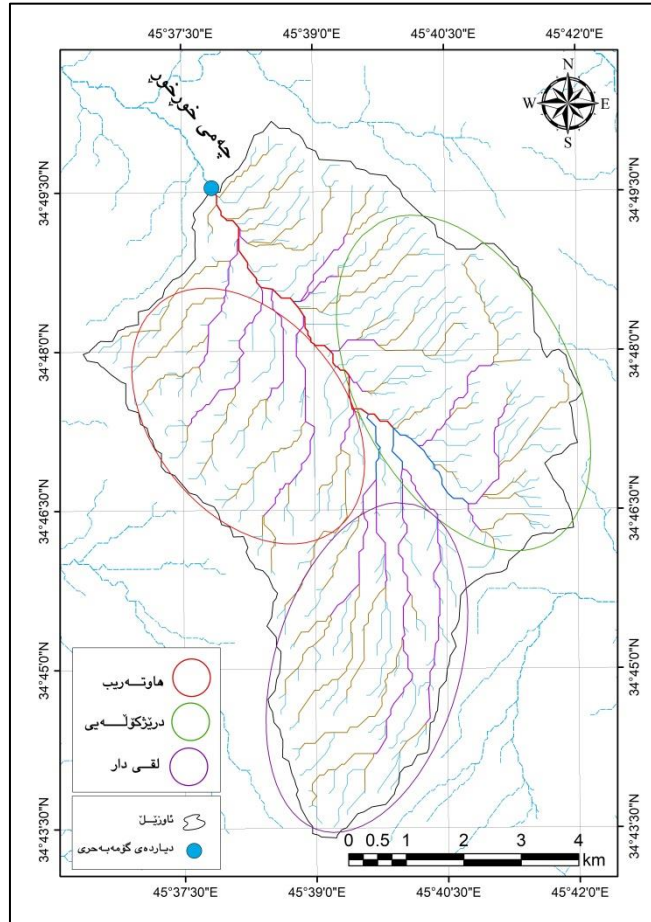 45°37'30"E 45°39'0"E 45°40'30"E 45°42'0"E
N
W E
S
چەمی خورخوڕ
34°49'30"N 34°49'30"N
34°48'0"N 34°48'0"N
34°46'30"N 34°46'30"N
34°45'0"N 34°45'0"N
34°43'30"N 34°43'30"N
هاوتەریب
درێژکۆڵەیی
لقی دار
ئاوزێڵ
دیاردەی گۆمەبەحری
0 0.5 1 2 3 4
km
45°37'30"E 45°39'0"E 45°40'30"E 45°42'0"E